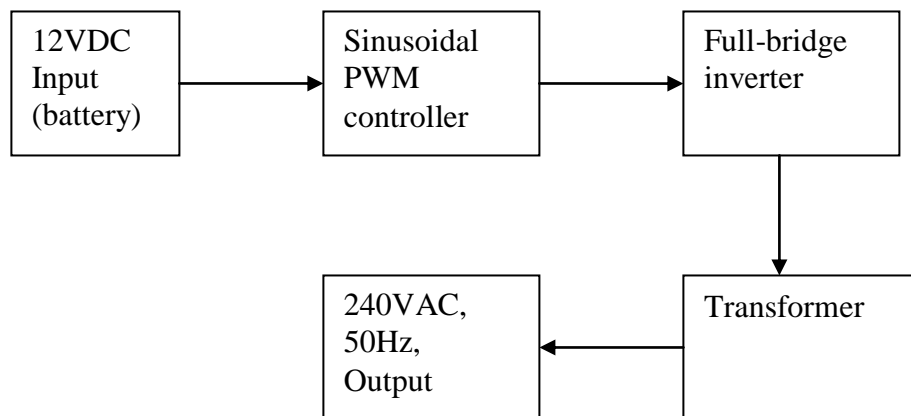 12VDC
Input
(battery)
Sinusoidal
PWM
controller
Full-bridge
inverter
Transformer
240VAC,
50Hz,
Output